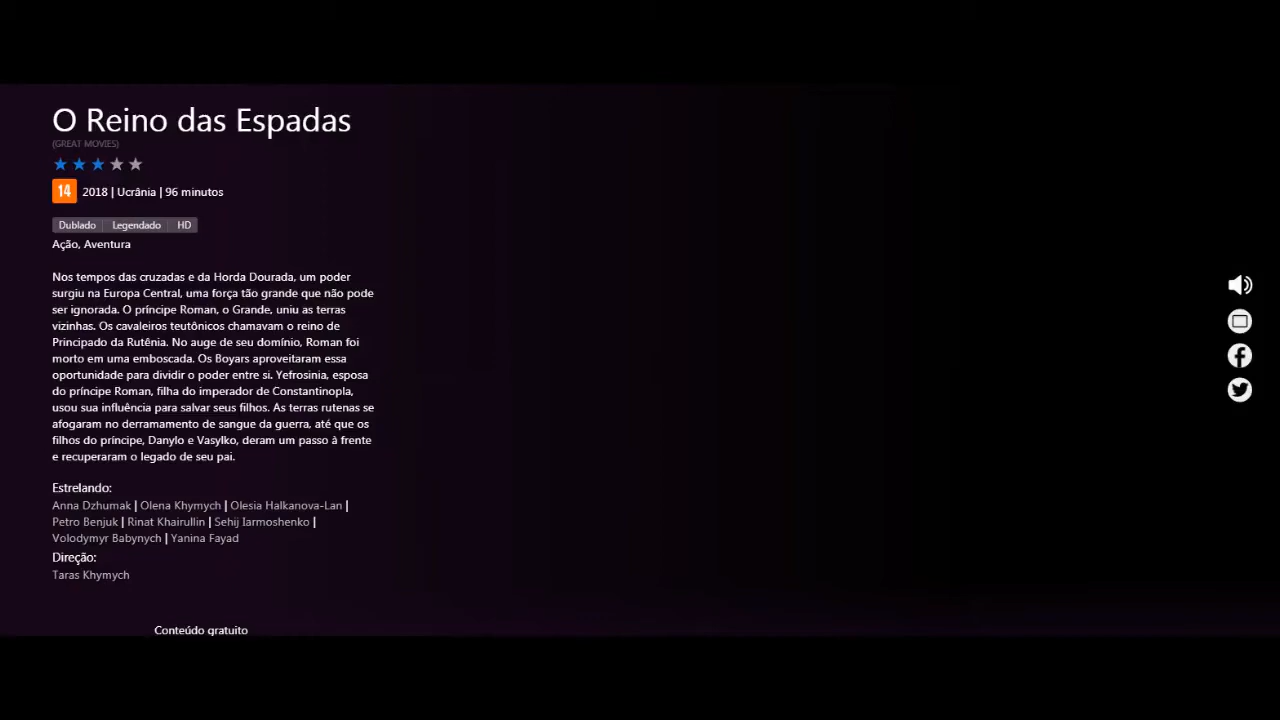 O Reino das Espadas
(GREAT MOVIES)
14 2018 | Ucrânia | 96 minutos
Dublado Legendado HD
Ação, Aventura
Nos tempos das cruzadas e da Horda Dourada, um poder
surgiu na Europa Central, uma força tão grande que não pode
ser ignorada. O príncipe Roman, o Grande, uniu as terras
vizinhas. Os cavaleiros teutônicos chamavam o reino de
Principado da Rutênia. No auge de seu domínio, Roman foi
morto em uma emboscada. Os Boyars aproveitaram essa
oportunidade para dividir o poder entre si. Yefrosinia, esposa
do príncipe Roman, filha do imperador de Constantinopla,
usou sua influência para salvar seus filhos. As terras rutenas se
afogaram no derramamento de sangue da guerra, até que os
filhos do príncipe, Danylo e Vasylko, deram um passo à frente
e recuperaram o legado de seu pai.
Estrelando:
Anna Dzhumak | Olena Khymych | Olesia Halkanova-Lan |
Petro Benjuk | Rinat Khairullin | Sehij Iarmoshenko |
Volodymyr Babynych | Yanina Fayad
Direção:
Taras Khymych
Conteúdo gratuito